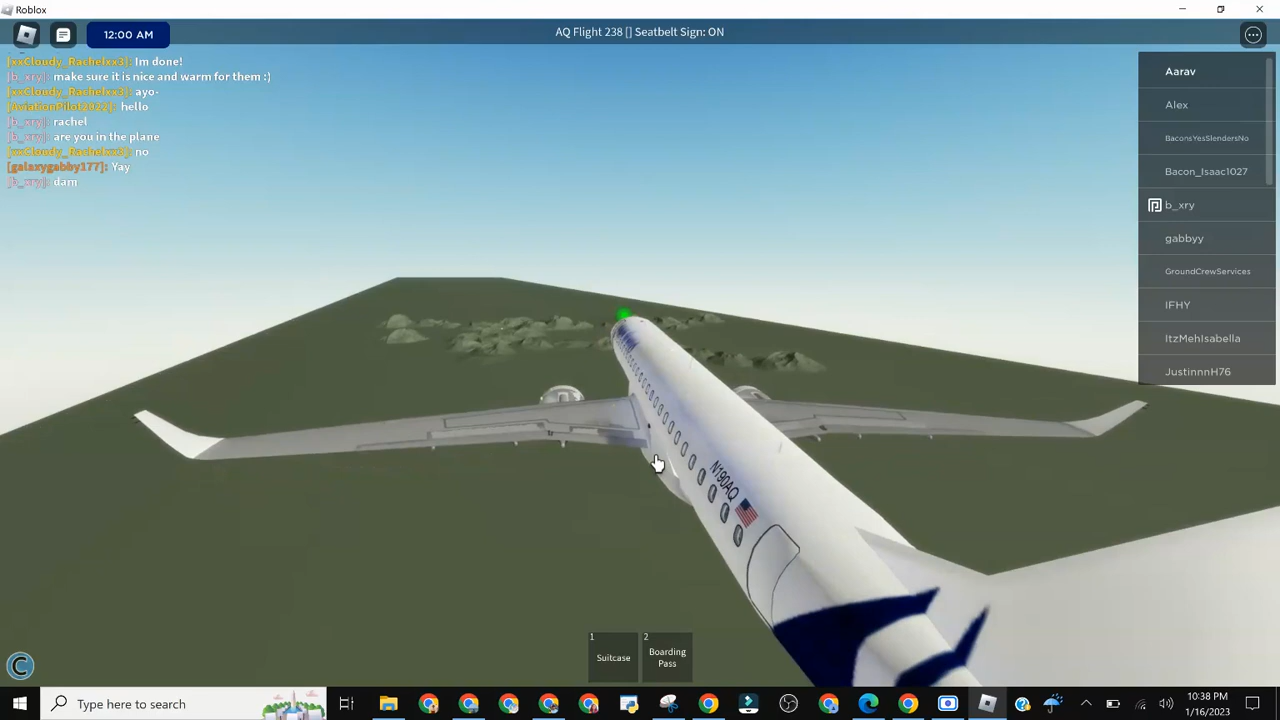 Roblox
12:00 AM
AQ Flight 238 [] Seatbelt Sign: ON
[xxCloudy_Rachelxx3]: Im done!
[b_xry]: make sure it is nice and warm for them :)
[xxCloudy_Rachelxx3]: ayo-
[AviationPilot2922]: hello
[b_xry]: rachel
[b_xry]: are you in the plane
[xxCloudy_Rachelxx3]: no
[galaxygabby177]: Yay
[b_xry]: dam
Aarav
Alex
BaconsYesSlendersNo
Bacon_Isaac1027
b_xry
gabbyy
GroundCrewServices
IFHY
ItzMehIsabella
JustinnnH76
N190AQ
1
Suitcase
2
Boarding
Pass
Type here to search
10:38 PM
1/16/2023